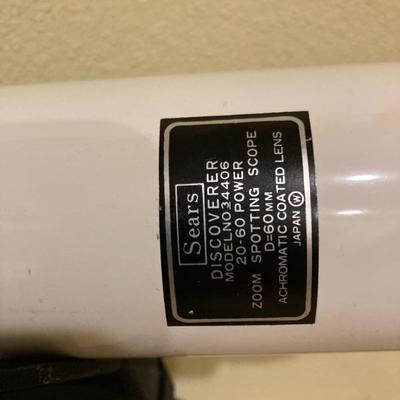 Sears
DISCOVERER
MODEL NO 34406
20-60 POWER
ZOOM SPOTTING SCOPE
D=60MM
ACHROMATIC COATED LENS
JAPAN W